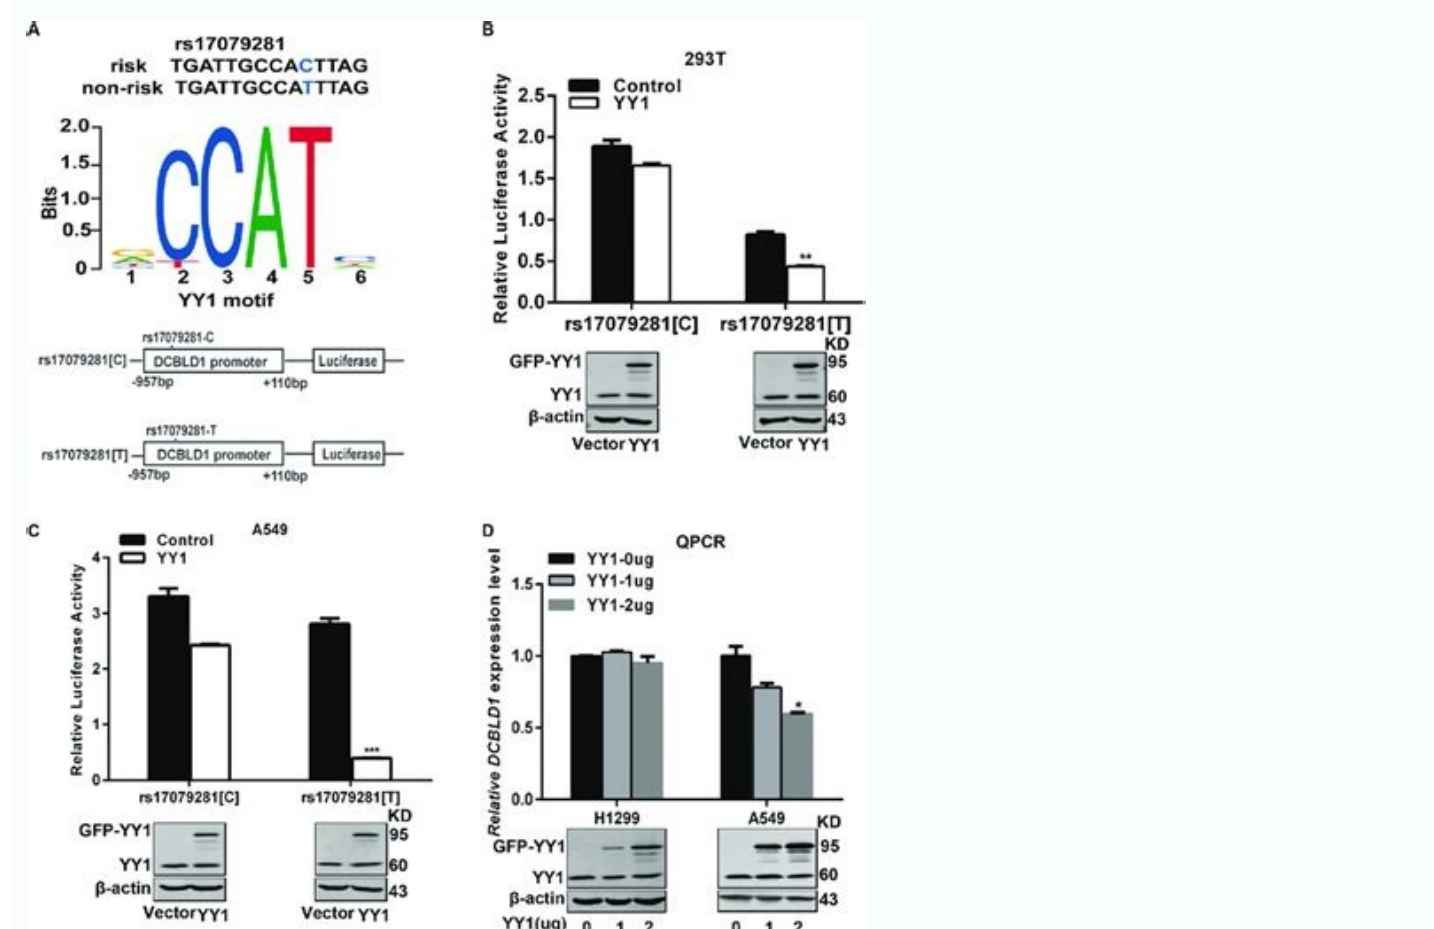 A
rs17079281
risk TGATTGCCACTTAG
non-risk TGATTGCCATTTAG
2.0
1.5
1.0
0.5
0
Bits
CCAT
1 2 3 4 5 6
YY1 motif
rs17079281-C
rs17079281[C] DCBLD1 promoter Luciferase
-957bp +110bp
rs17079281-T
rs17079281[T] DCBLD1 promoter Luciferase
-957bp +110bp
B
293T
Control
YY1
Relative Luciferase Activity
2.5
2.0
1.5
1.0
0.5
0.0
**
rs17079281[C] rs17079281[T]
KD
GFP-YY1 95
YY1 60
β-actin 43
Vector YY1 Vector YY1
C
A549
Control
YY1
Relative Luciferase Activity
4
3
2
1
0
***
rs17079281[C] rs17079281[T]
KD
GFP-YY1 95
YY1 60
β-actin 43
Vector YY1 Vector YY1
D
QPCR
YY1-0ug
YY1-1ug
YY1-2ug
Relative DCBLD1 expression level
1.5
1.0
0.5
0.0
*
H1299 A549
KD
GFP-YY1 95
YY1 60
β-actin 43
YY1(ug) 0 1 2 0 1 2